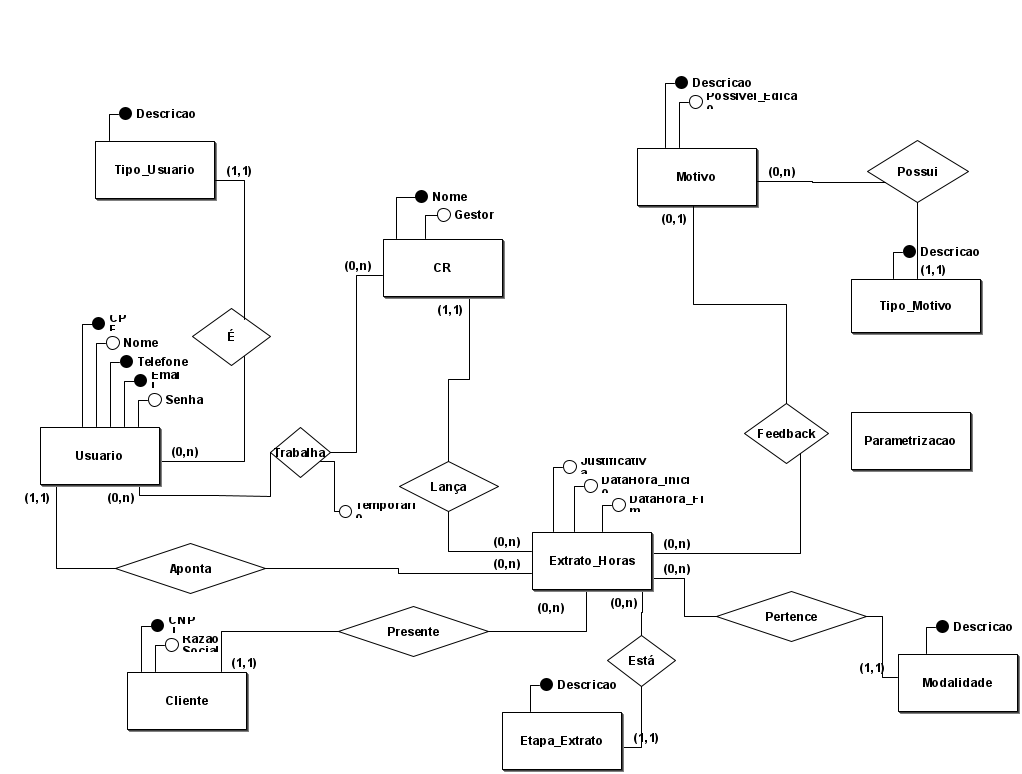 Descricao
Possivel_Edica
o
Descricao
Tipo_Usuario
(1,1)
Motivo
(0,n)
Possui
Nome
Gestor
(0,1)
CR
(0,n)
Descricao
(1,1)
(1,1)
Tipo_Motivo
CP
F
Nome
É
Telefone
Emai
l
Senha
Usuario
(0,n)
Trabalha
Feedback
Parametrizacao
(1,1)
(0,n)
Lança
Justificativ
a
DataHora_Inici
o
DataHora_Fi
m
Temporari
o
(0,n)
(0,n)
Extrato_Horas
(0,n)
(0,n)
Aponta
(0,n)
(0,n)
CNP
J
Razao
Social
Presente
Pertence
Descricao
(1,1)
Está
(1,1)
Cliente
Descricao
Modalidade
Etapa_Extrato
(1,1)